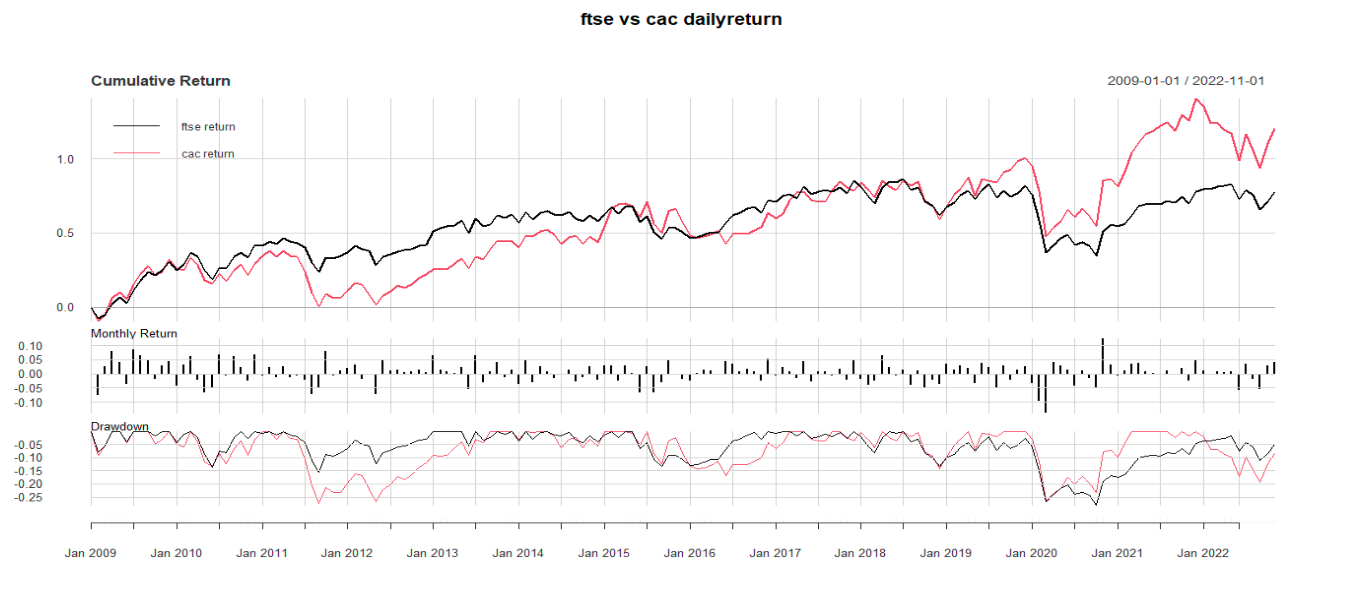 ftse vs cac dailyreturn
Cumulative Return 2009-01-01 / 2022-11-01
ftse return
cac return
1.0
0.5
0.0
Monthly Return
0.10
0.05
0.00
-0.05
-0.10
Drawdown
-0.05
-0.10
-0.15
-0.20
-0.25
Jan 2009 Jan 2010 Jan 2011 Jan 2012 Jan 2013 Jan 2014 Jan 2015 Jan 2016 Jan 2017 Jan 2018 Jan 2019 Jan 2020 Jan 2021 Jan 2022